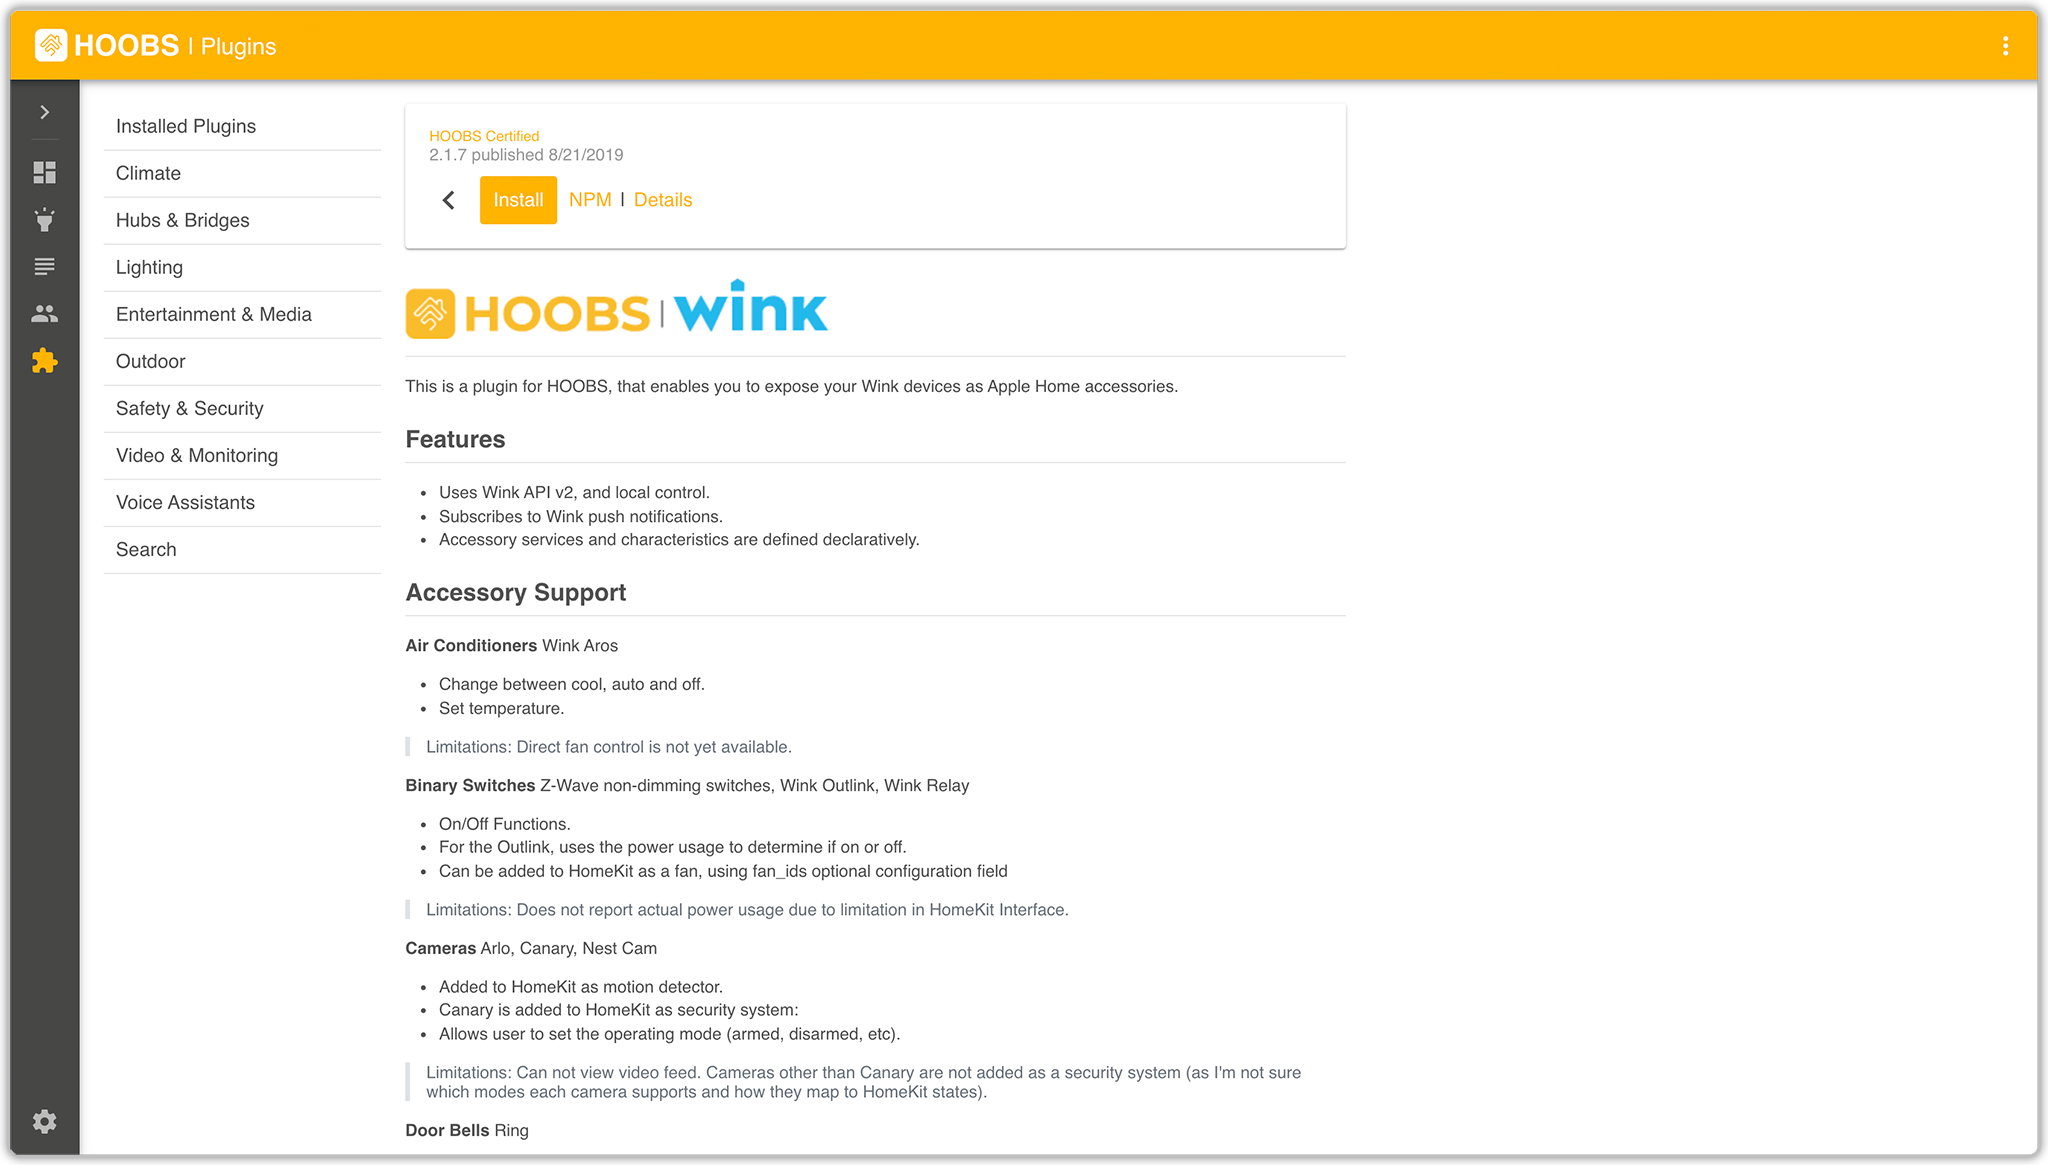 HOOBS | Plugins
Installed Plugins
Climate
Hubs & Bridges
Lighting
Entertainment & Media
Outdoor
Safety & Security
Video & Monitoring
Voice Assistants
Search
HOOBS Certified
2.1.7 published 8/21/2019
Install NPM | Details
HOOBS | wink
This is a plugin for HOOBS, that enables you to expose your Wink devices as Apple Home accessories.
Features
• Uses Wink API v2, and local control.
• Subscribes to Wink push notifications.
• Accessory services and characteristics are defined declaratively.
Accessory Support
Air Conditioners Wink Aros
• Change between cool, auto and off.
• Set temperature.
Limitations: Direct fan control is not yet available.
Binary Switches Z-Wave non-dimming switches, Wink Outlink, Wink Relay
• On/Off Functions.
• For the Outlink, uses the power usage to determine if on or off.
• Can be added to HomeKit as a fan, using fan_ids optional configuration field
Limitations: Does not report actual power usage due to limitation in HomeKit Interface.
Cameras Arlo, Canary, Nest Cam
• Added to HomeKit as motion detector.
• Canary is added to HomeKit as security system:
• Allows user to set the operating mode (armed, disarmed, etc).
Limitations: Can not view video feed. Cameras other than Canary are not added as a security system (as I'm not sure
which modes each camera supports and how they map to HomeKit states).
Door Bells Ring